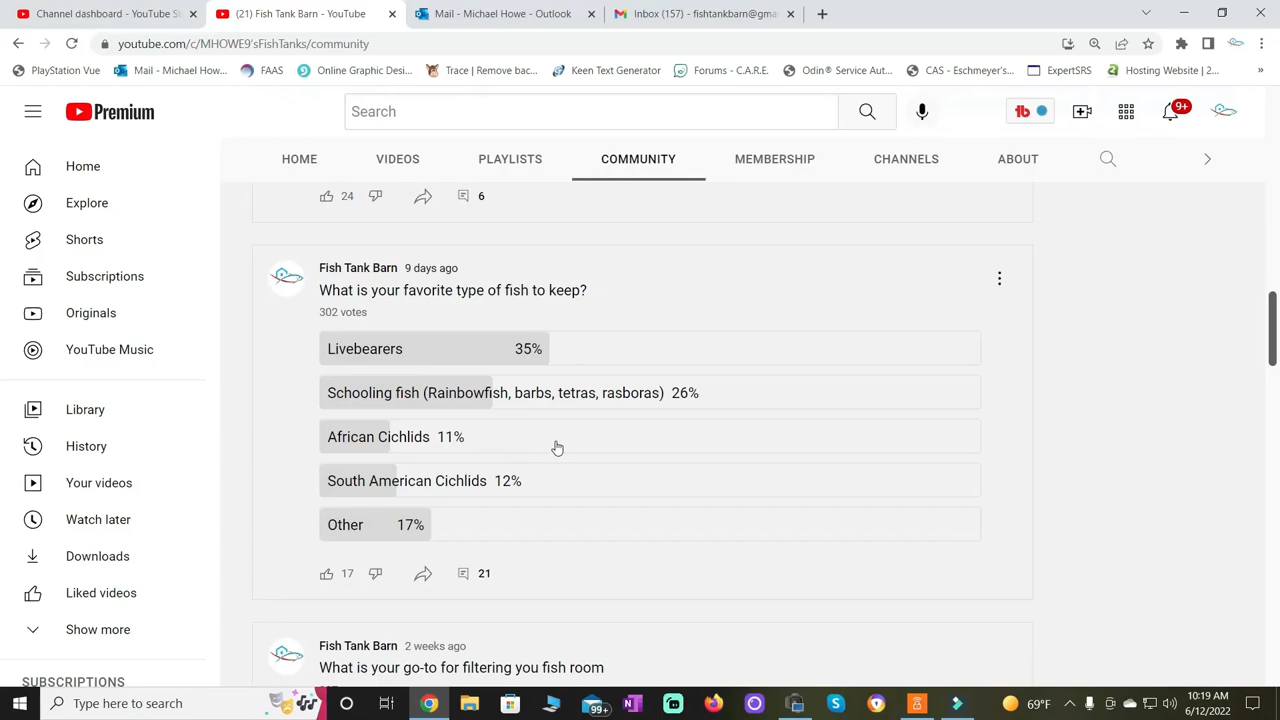 Channel dashboard - YouTube St
(21) Fish Tank Barn - YouTube
Mail - Michael Howe - Outlook
Inbox (157) - fishtankbarn@gma
youtube.com/c/MHOWE9'sFishTanks/community
PlayStation Vue
Mail - Michael How...
FAAS
Online Graphic Desi...
Trace | Remove bac...
Keen Text Generator
Forums - C.A.R.E.
Odin® Service Aut...
CAS - Eschmeyer's...
ExpertSRS
Hosting Website | 2...
»
Premium
Search
9+
HOME
VIDEOS
PLAYLISTS
COMMUNITY
MEMBERSHIP
CHANNELS
ABOUT
Home
Explore
Shorts
Subscriptions
Originals
YouTube Music
Library
History
Your videos
Watch later
Downloads
Liked videos
Show more
SUBSCRIPTIONS
24
6
Fish Tank Barn 9 days ago
What is your favorite type of fish to keep?
302 votes
Livebearers 35%
Schooling fish (Rainbowfish, barbs, tetras, rasboras) 26%
African Cichlids 11%
South American Cichlids 12%
Other 17%
17
21
Fish Tank Barn 2 weeks ago
What is your go-to for filtering you fish room
Type here to search
99+
69°F
10:19 AM
6/12/2022